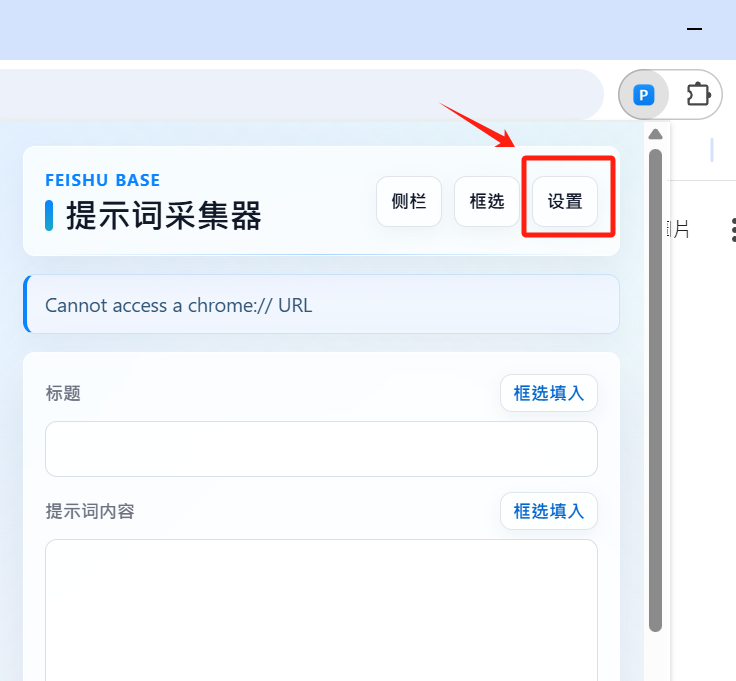 P
FEISHU BASE
提示词采集器
侧栏
框选
设置
片
Cannot access a chrome:// URL
标题
框选填入
提示词内容
框选填入